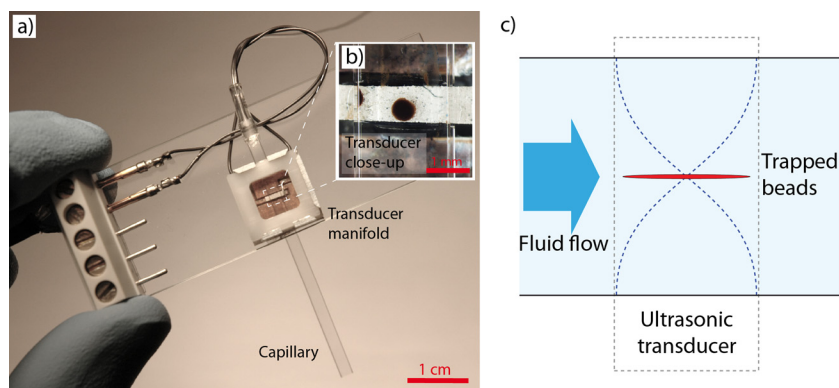 a)
b)
Transducer
close-up
1 mm
Transducer
manifold
Capillary
1 cm
c)
Trapped
beads
Fluid flow
Ultrasonic
transducer